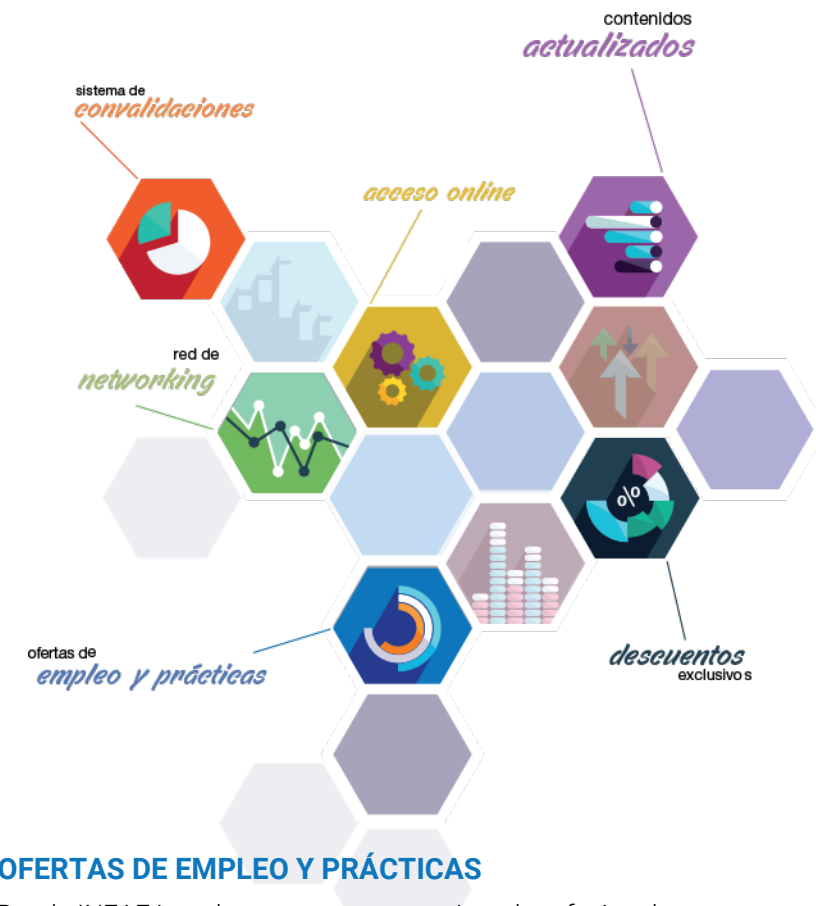 contenidos
actualizados
sistema de
convalidaciones
acceso online
red de
networking
%
ofertas de
empleo y prácticas
descuentos
exclusivos
OFERTAS DE EMPLEO Y PRÁCTICAS